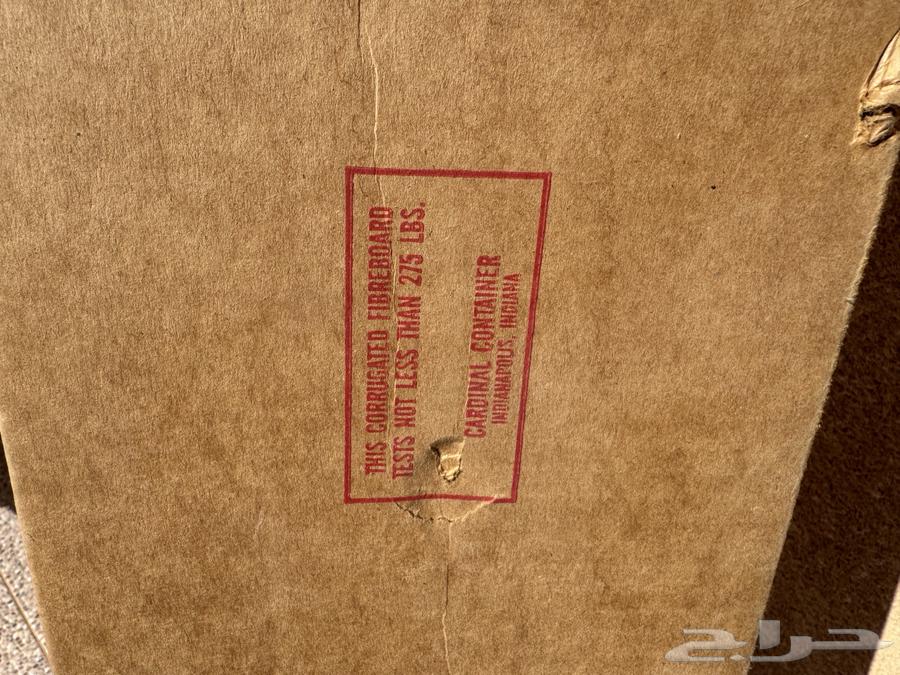 THIS CORRUGATED FIBREBOARD
TESTS NOT LESS THAN 275 LBS.
CARDINAL CONTAINER
INDIANAPOLIS, INDIANA
حراج